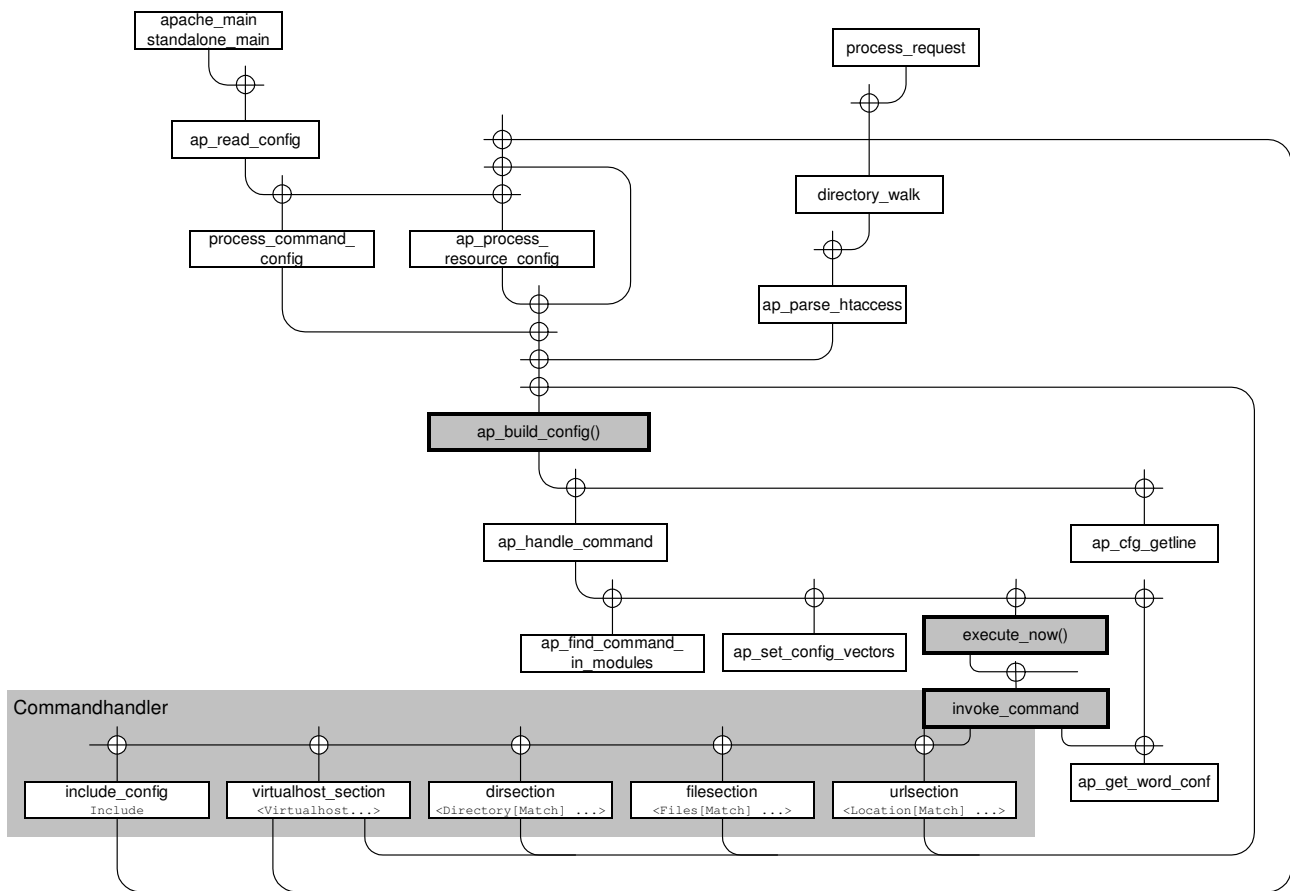 apache_main
standalone_main
process_request
ap_read_config
directory_walk
process_command_
config
ap_process_
resource_config
ap_parse_htaccess
ap_build_config()
ap_handle_command
ap_cfg_getline
ap_find_command_
in_modules
ap_set_config_vectors
execute_now()
Commandhandler
invoke_command
include_config
Include
virtualhost_section
<Virtualhost...>
dirsection
<Directory[Match] ...>
filesection
<Files[Match] ...>
urlsection
<Location[Match] ...>
ap_get_word_conf